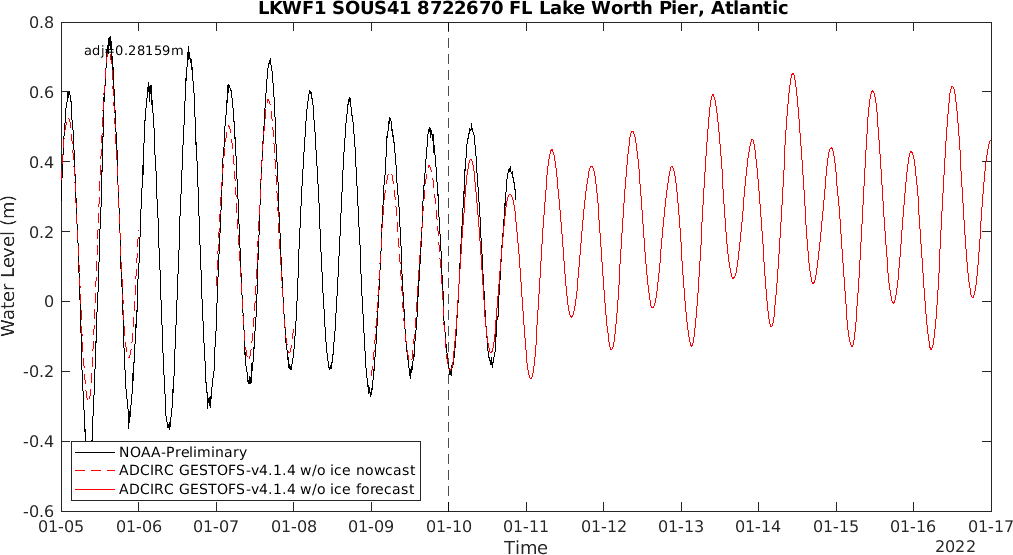 LKWF1 SOUS41 8722670 FL Lake Worth Pier, Atlantic
adj=0.28159m
Water Level (m)
0.8
0.6
0.4
0.2
0
-0.2
-0.4
-0.6
NOAA-Preliminary
ADCIRC GESTOFS-v4.1.4 w/o ice nowcast
ADCIRC GESTOFS-v4.1.4 w/o ice forecast
01-05 01-06 01-07 01-08 01-09 01-10 01-11 01-12 01-13 01-14 01-15 01-16 01-17
Time
2022